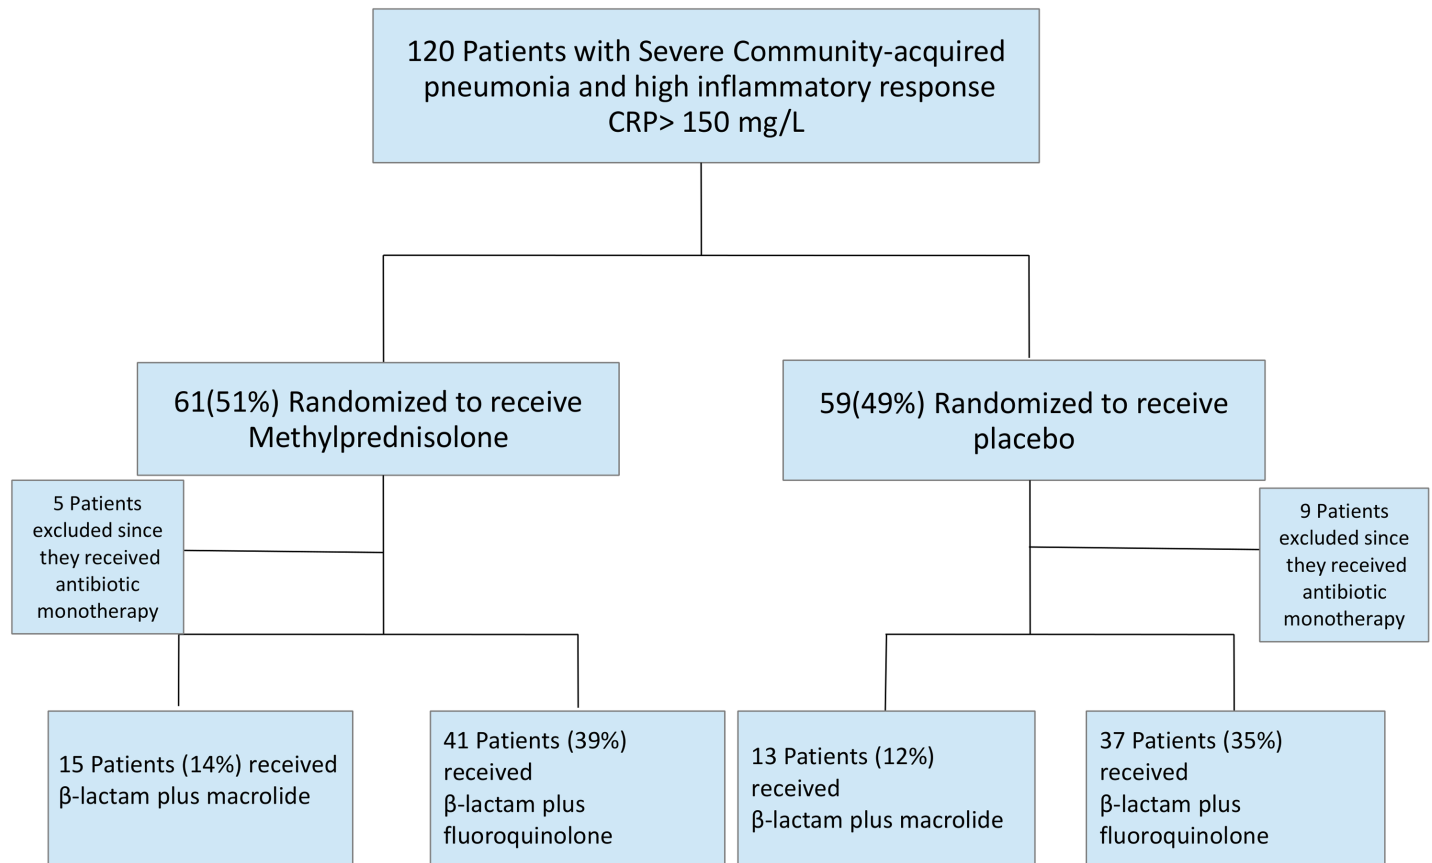 120 Patients with Severe Community-acquired
pneumonia and high inflammatory response
CRP> 150 mg/L
61(51%) Randomized to receive
Methylprednisolone
59(49%) Randomized to receive
placebo
5 Patients
excluded since
they received
antibiotic
monotherapy
9 Patients
excluded since
they received
antibiotic
monotherapy
15 Patients (14%) received
β-lactam plus macrolide
41 Patients (39%)
received
β-lactam plus
fluoroquinolone
13 Patients (12%)
received
β-lactam plus macrolide
37 Patients (35%)
received
β-lactam plus
fluoroquinolone